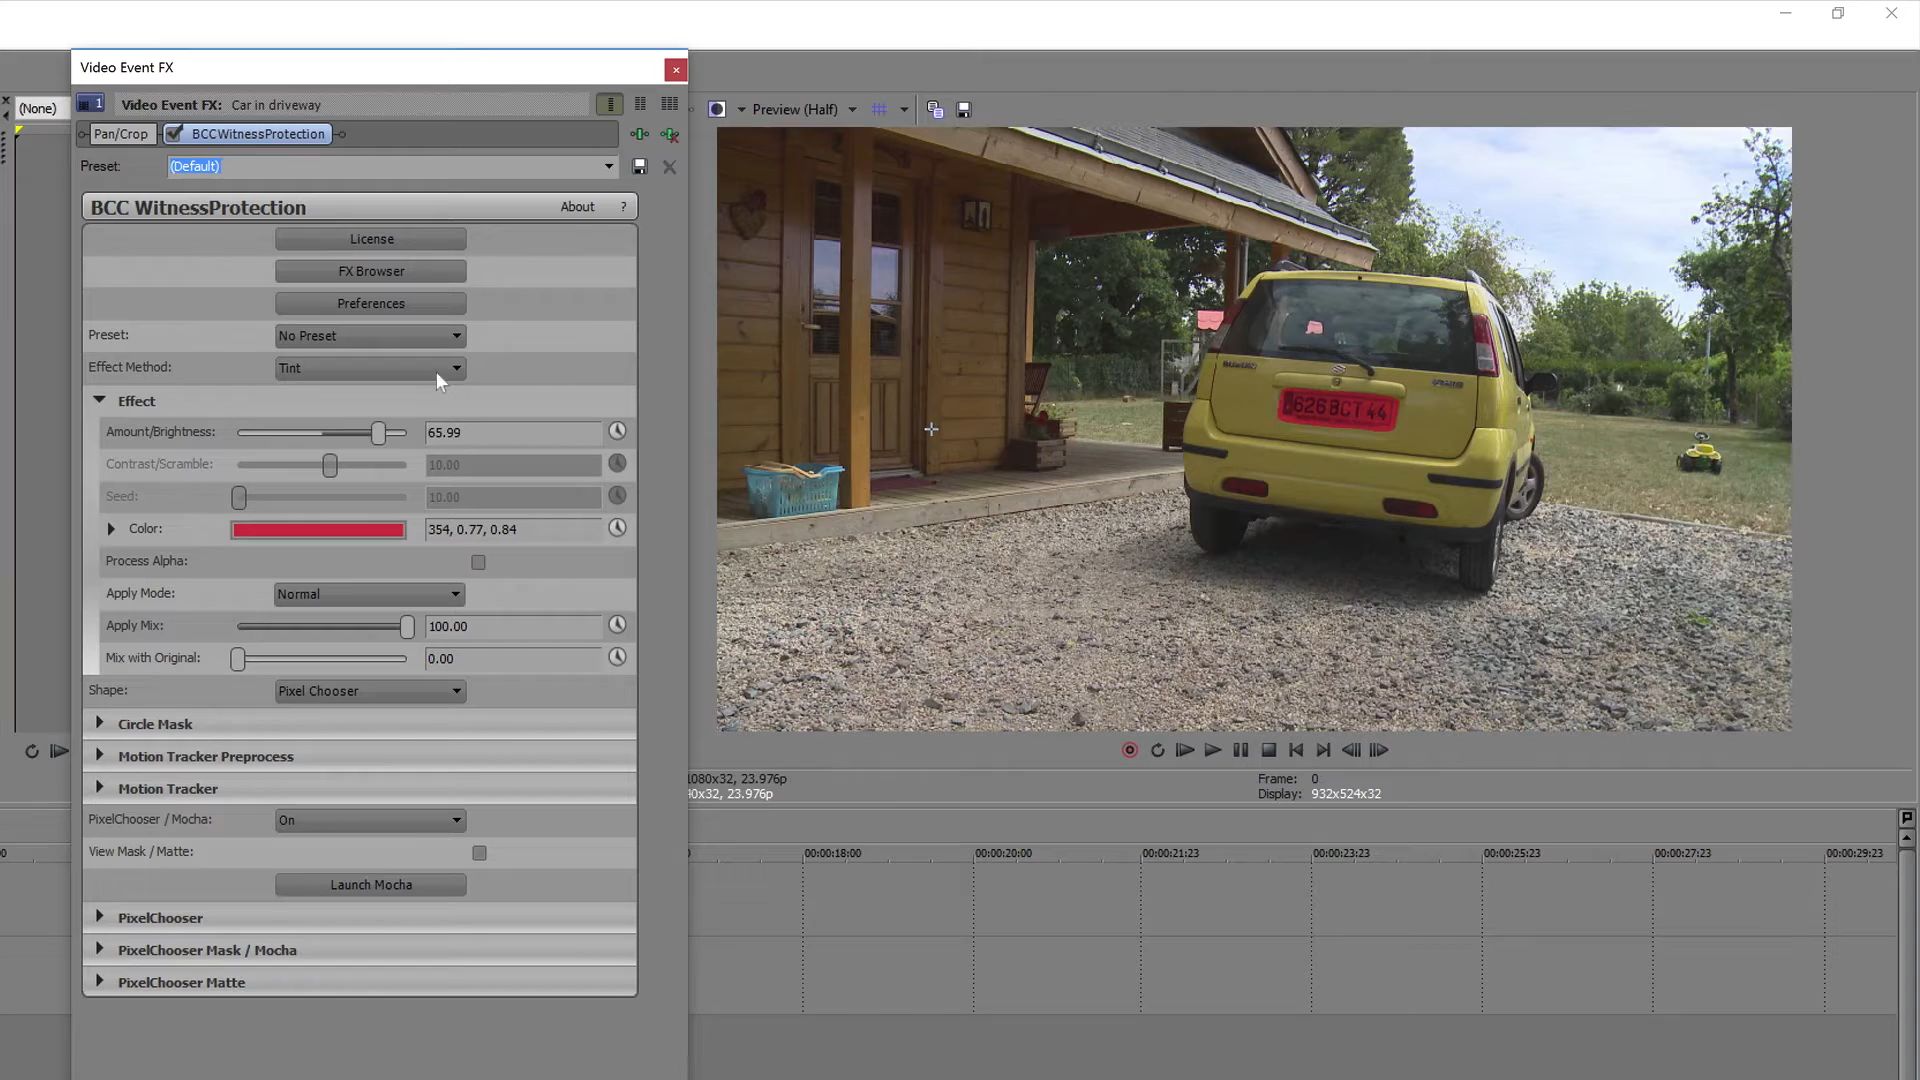 Video Event FX
(None)
1
Video Event FX: Car in driveway
Pan/Crop
BCCWitnessProtection
Preset:
(Default)
BCC WitnessProtection
About
?
License
FX Browser
Preferences
Preset:
No Preset
Effect Method:
Tint
Effect
Amount/Brightness:
65.99
Contrast/Scramble:
10.00
Seed:
10.00
Color:
354, 0.77, 0.84
Process Alpha:
Apply Mode:
Normal
Apply Mix:
100.00
Mix with Original:
0.00
Shape:
Pixel Chooser
Circle Mask
Motion Tracker Preprocess
Motion Tracker
PixelChooser / Mocha:
On
View Mask / Matte:
Launch Mocha
PixelChooser
PixelChooser Mask / Mocha
PixelChooser Matte
Preview (Half)
626BCT 44
1080x32, 23.976p
Frame: 0
40x32, 23.976p
Display: 932x524x32
00:00:18:00
00:00:20:00
00:00:21:23
00:00:23:23
00:00:25:23
00:00:27:23
00:00:29:23